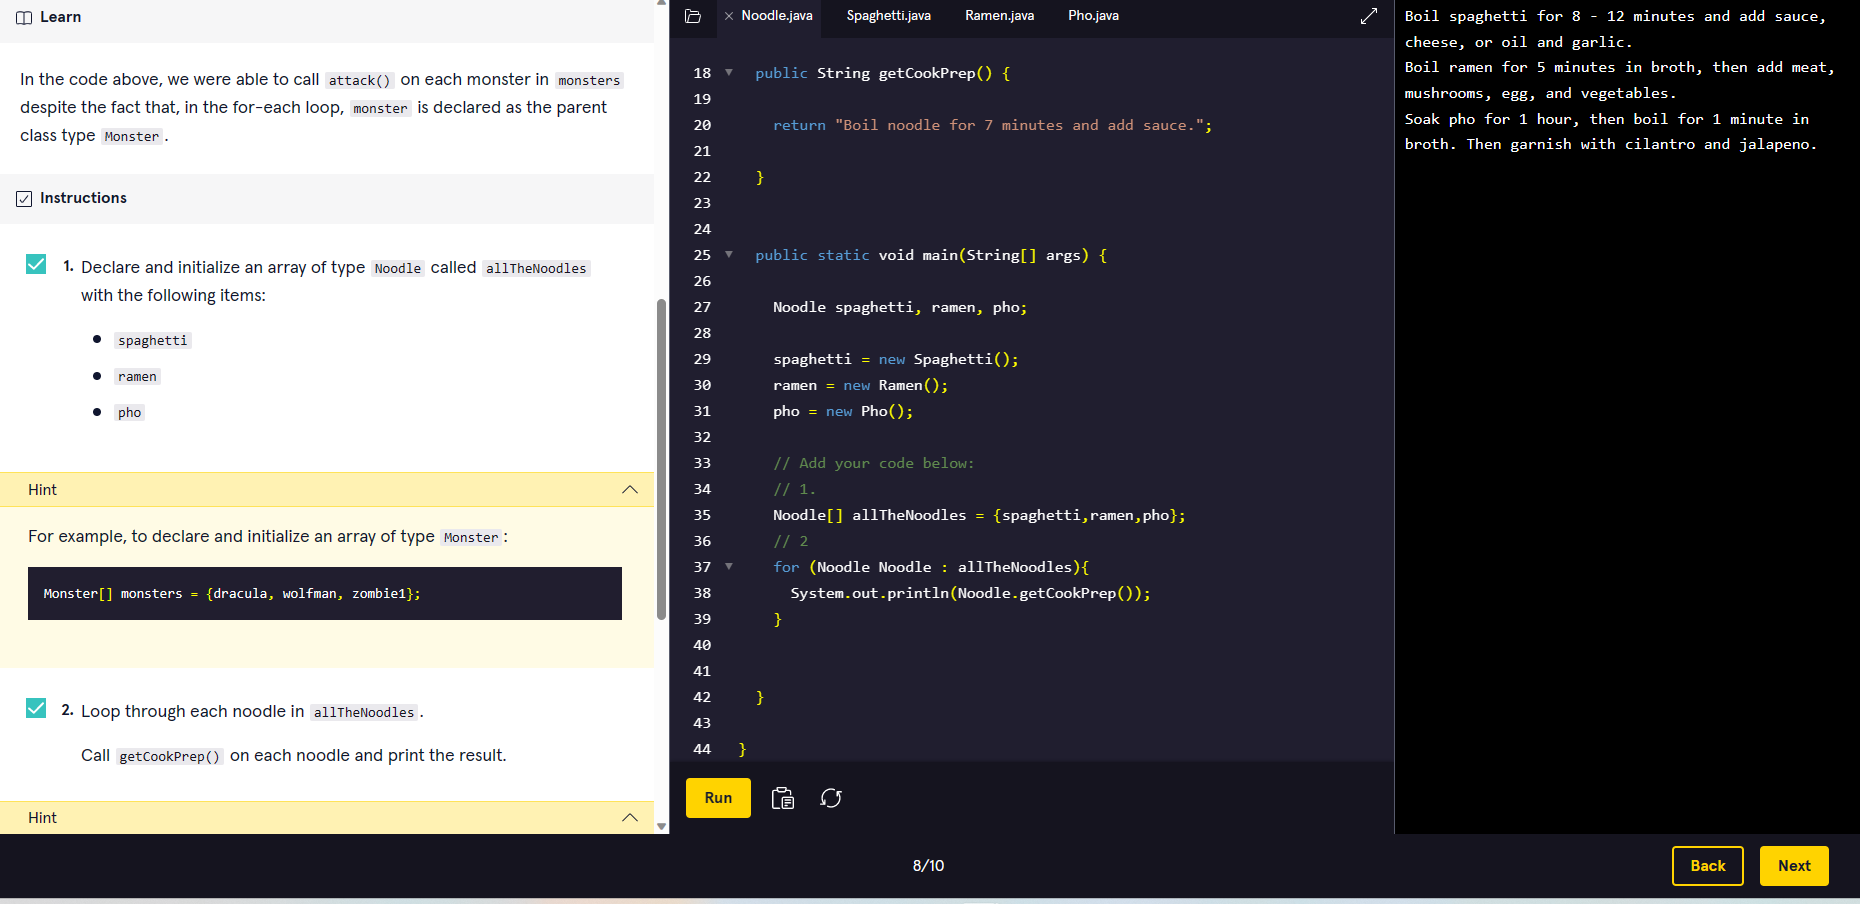 Learn
In the code above, we were able to call attack() on each monster in monsters
despite the fact that, in the for-each loop, monster is declared as the parent
class type Monster.
Instructions
1. Declare and initialize an array of type Noodle called allTheNoodles
with the following items:
● spaghetti
● ramen
● pho
Hint
For example, to declare and initialize an array of type Monster:
Monster[] monsters = {dracula, wolfman, zombie1};
2. Loop through each noodle in allTheNoodles.
Call getCookPrep() on each noodle and print the result.
Hint
× Noodle.java Spaghetti.java Ramen.java Pho.java
18 public String getCookPrep() {
19
20 return "Boil noodle for 7 minutes and add sauce.";
21
22 }
23
24
25 public static void main(String[] args) {
26
27 Noodle spaghetti, ramen, pho;
28
29 spaghetti = new Spaghetti();
30 ramen = new Ramen();
31 pho = new Pho();
32
33 // Add your code below:
34 // 1.
35 Noodle[] allTheNoodles = {spaghetti,ramen,pho};
36 // 2
37 for (Noodle Noodle : allTheNoodles){
38 System.out.println(Noodle.getCookPrep());
39 }
40
41
42 }
43
44 }
Run
Boil spaghetti for 8 - 12 minutes and add sauce,
cheese, or oil and garlic.
Boil ramen for 5 minutes in broth, then add meat,
mushrooms, egg, and vegetables.
Soak pho for 1 hour, then boil for 1 minute in
broth. Then garnish with cilantro and jalapeno.
8/10
Back
Next